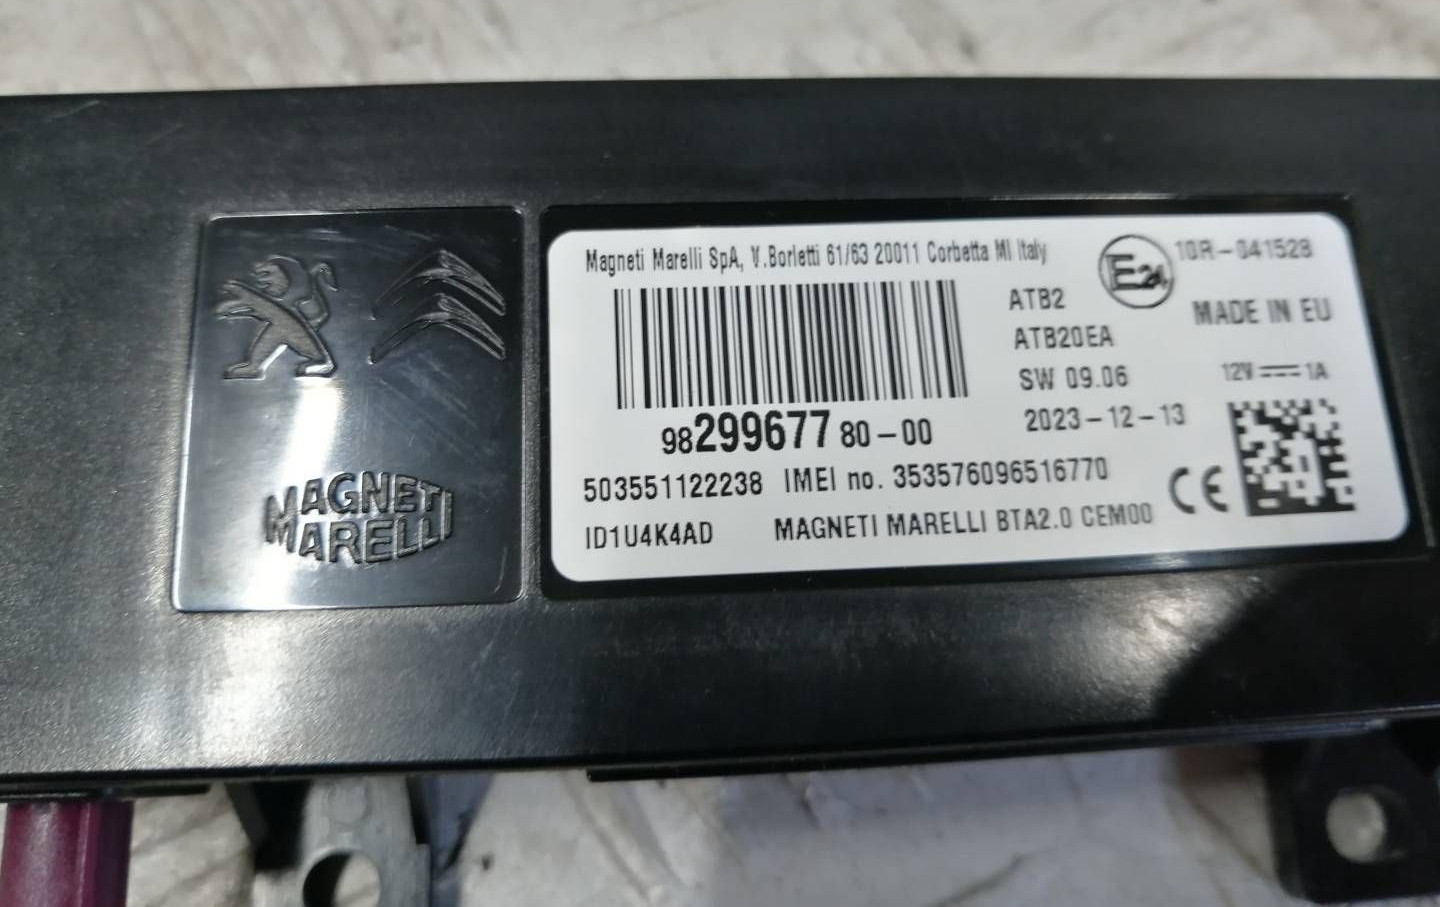 MAGNETI
MARELLI
Magneti Marelli SpA, V.Borletti 61/63 20011 Corbetta MI Italy
E24
10R-041528
ATB2
ATB20EA
MADE IN EU
SW 09.06
12V 1A
2023-12-13
9829967780-00
503551122238 IMEI no. 353576096516770
CE
ID1U4K4AD MAGNETI MARELLI BTA2.0 CEM00